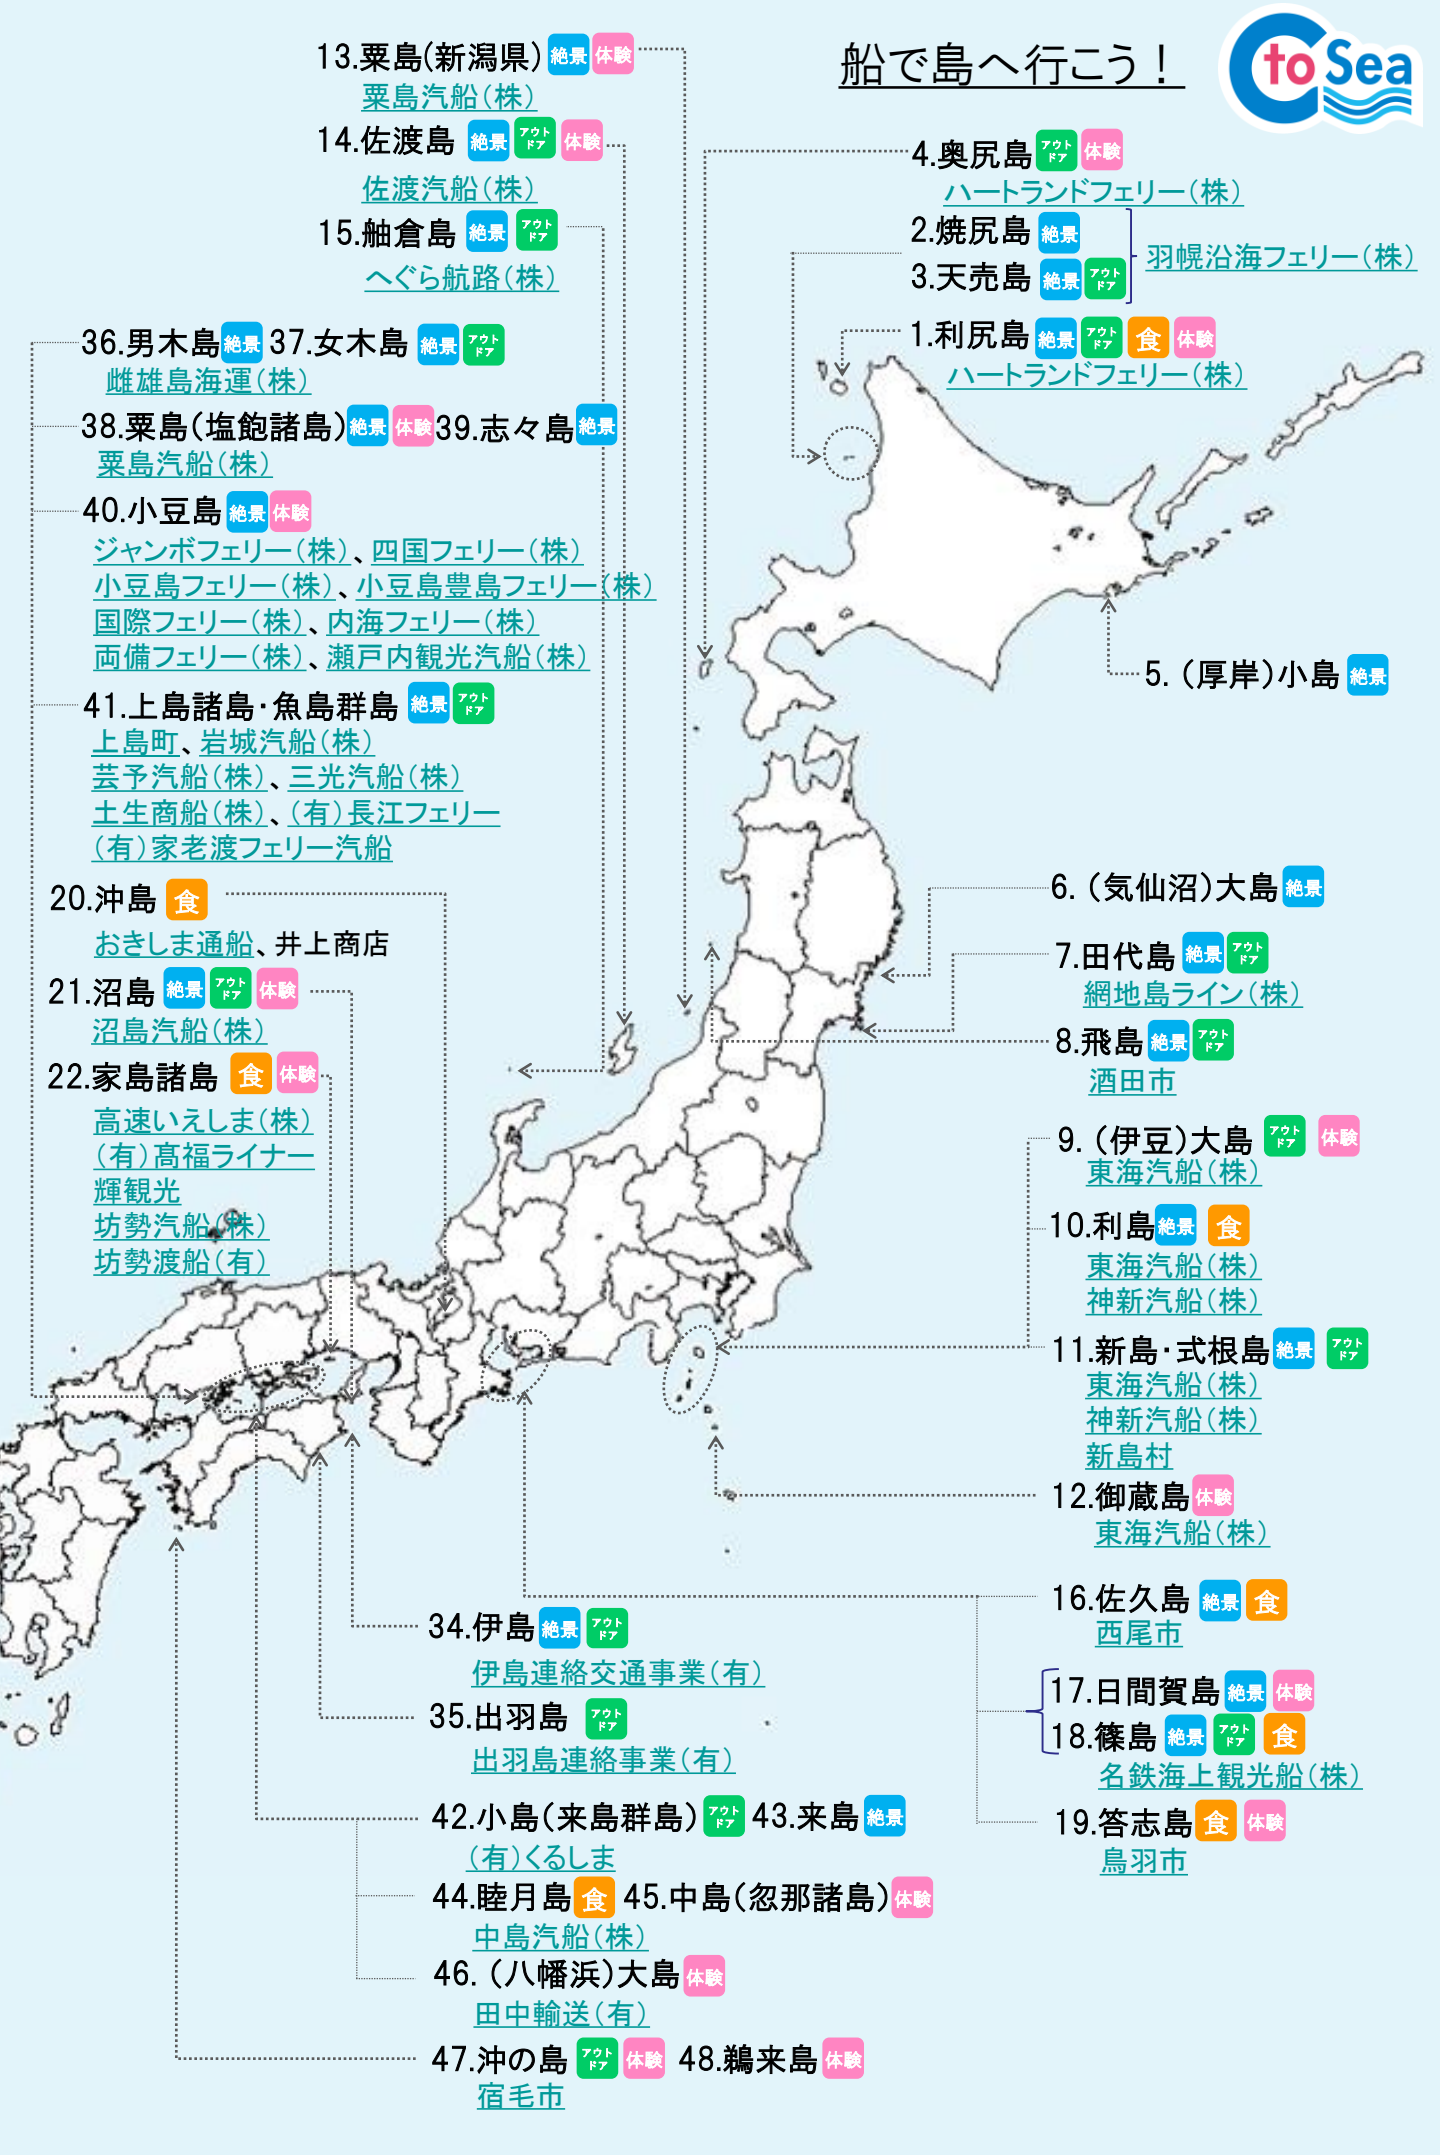 船で島へ行こう！
C to Sea
13.粟島(新潟県) 絶景 体験
粟島汽船（株）
14.佐渡島 絶景 アウトドア 体験
佐渡汽船（株）
15.舳倉島 絶景 アウトドア
へぐら航路（株）
4.奥尻島 アウトドア 体験
ハートランドフェリー（株）
2.焼尻島 絶景
3.天売島 絶景 アウトドア
羽幌沿海フェリー（株）
1.利尻島 絶景 アウトドア 食 体験
ハートランドフェリー（株）
36.男木島 絶景 37.女木島 絶景 アウトドア
雌雄島海運（株）
38.粟島（塩飽諸島） 絶景 体験 39.志々島 絶景
粟島汽船（株）
40.小豆島 絶景 体験
ジャンボフェリー（株）、四国フェリー（株）
小豆島フェリー（株）、小豆島豊島フェリー（株）
国際フェリー（株）、内海フェリー（株）
両備フェリー（株）、瀬戸内観光汽船（株）
41.上島諸島・魚島群島 絶景 アウトドア
上島町、岩城汽船（株）
芸予汽船（株）、三光汽船（株）
土生商船（株）、（有）長江フェリー
（有）家老渡フェリー汽船
20.沖島 食
おきしま通船、井上商店
21.沼島 絶景 アウトドア 体験
沼島汽船（株）
22.家島諸島 食 体験
高速いえしま（株）
（有）髙福ライナー
輝観光
坊勢汽船（株）
坊勢渡船（有）
5.（厚岸）小島 絶景
6.（気仙沼）大島 絶景
7.田代島 絶景 アウトドア
網地島ライン（株）
8.飛島 絶景 アウトドア
酒田市
9.（伊豆）大島 アウトドア 体験
東海汽船（株）
10.利島 絶景 食
東海汽船（株）
神新汽船（株）
11.新島・式根島 絶景 アウトドア
東海汽船（株）
神新汽船（株）
新島村
12.御蔵島 体験
東海汽船（株）
16.佐久島 絶景 食
西尾市
17.日間賀島 絶景 体験
18.篠島 絶景 アウトドア 食
名鉄海上観光船（株）
19.答志島 食 体験
鳥羽市
34.伊島 絶景 アウトドア
伊島連絡交通事業（有）
35.出羽島 アウトドア
出羽島連絡事業（有）
42.小島（来島群島） アウトドア 43.来島 絶景
（有）くるしま
44.睦月島 食 45.中島（忽那諸島） 体験
中島汽船（株）
46.（八幡浜）大島 体験
田中輸送（有）
47.沖の島 アウトドア 体験 48.鵜来島 体験
宿毛市